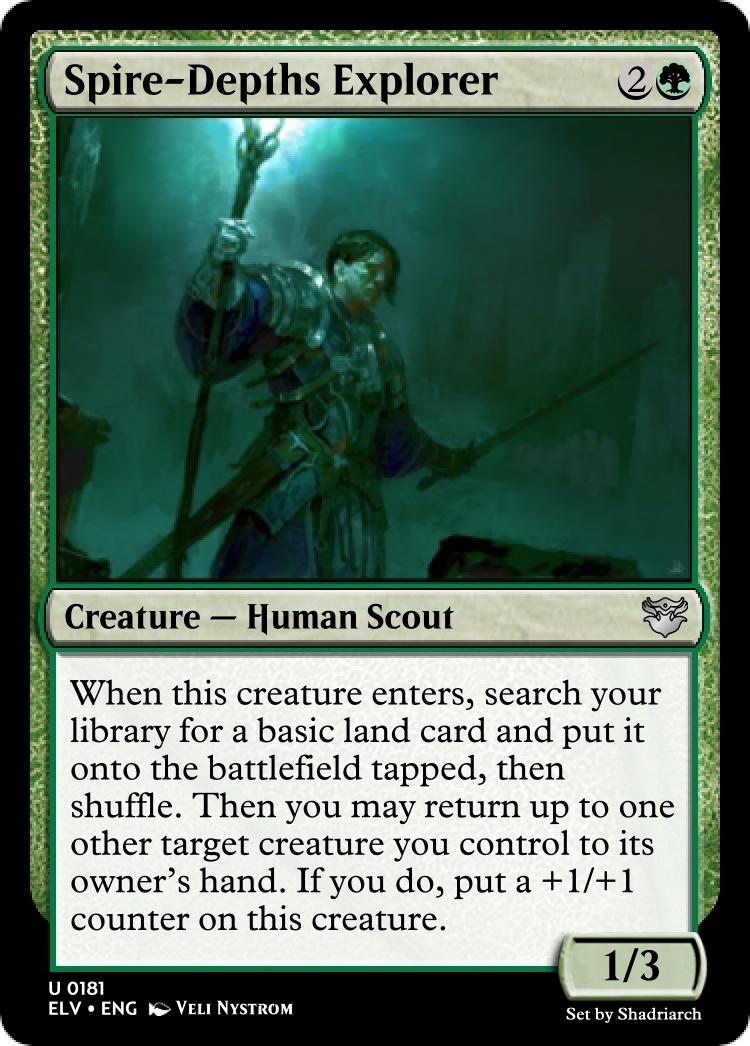 Spire-Depths Explorer 2
Creature — Human Scout
When this creature enters, search your
library for a basic land card and put it
onto the battlefield tapped, then
shuffle. Then you may return up to one
other target creature you control to its
owner's hand. If you do, put a +1/+1
counter on this creature.
1/3
U 0181
ELV • ENG VELI NYSTROM
Set by Shadriarch